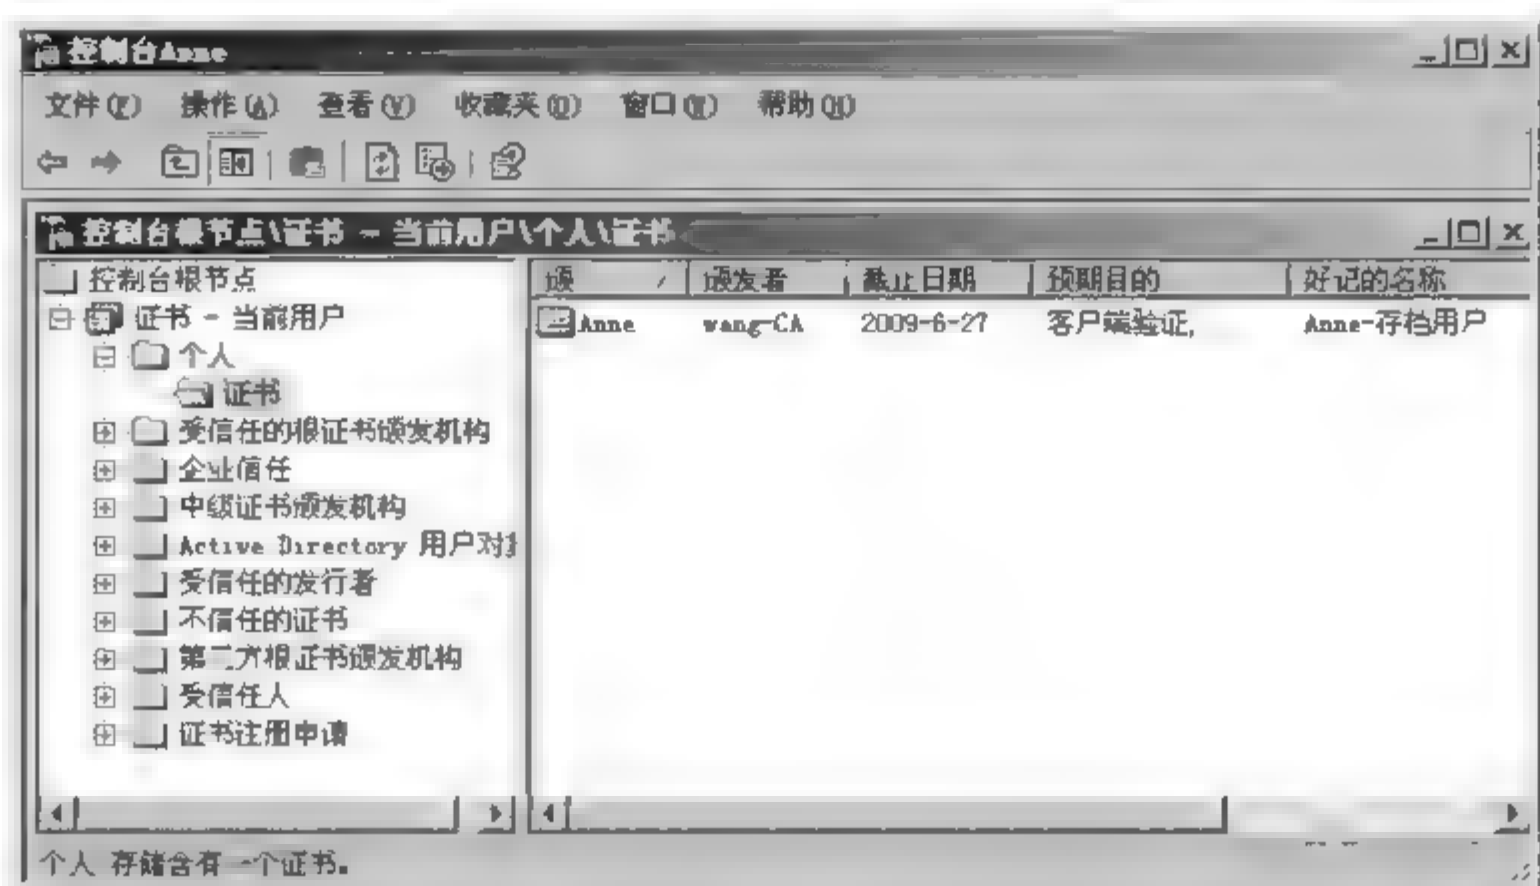 控制台Anne
文件(F) 操作(A) 查看(V) 收藏夹(O) 窗口(W) 帮助(H)
控制台根节点\证书 - 当前用户\个人\证书
控制台根节点
颁 颁发者 截止日期 预期目的 好记的名称
证书 - 当前用户
Anne wang-CA 2009-6-27 客户端验证, Anne-存档用户
个人
证书
受信任的根证书颁发机构
企业信任
中级证书颁发机构
Active Directory 用户对
受信任的发行者
不信任的证书
第三方根证书颁发机构
受信任人
证书注册申请
个人 存储含有一个证书。